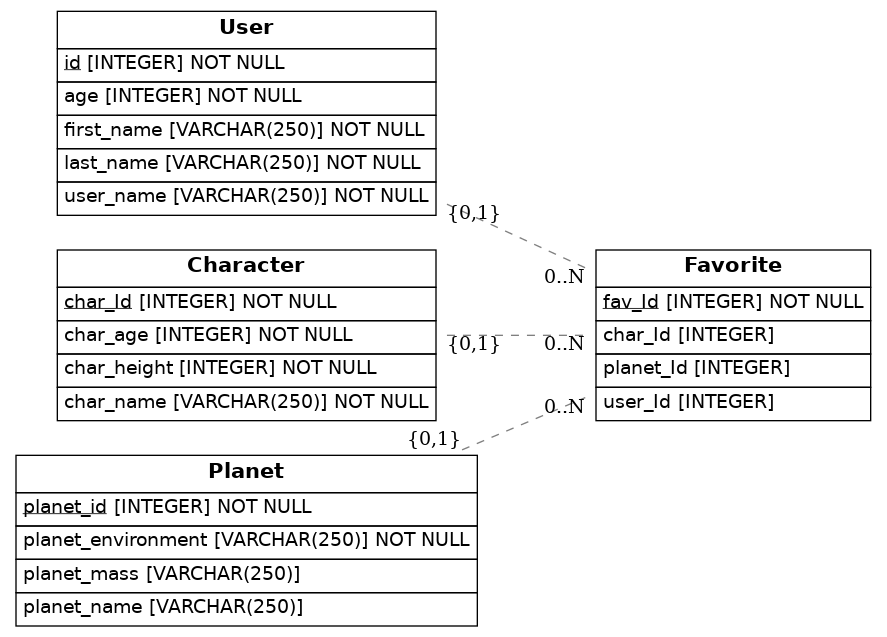 User
id [INTEGER] NOT NULL
age [INTEGER] NOT NULL
first_name [VARCHAR(250)] NOT NULL
last_name [VARCHAR(250)] NOT NULL
user_name [VARCHAR(250)] NOT NULL
{0,1}
0..N
Character
char_Id [INTEGER] NOT NULL
char_age [INTEGER] NOT NULL
char_height [INTEGER] NOT NULL
char_name [VARCHAR(250)] NOT NULL
{0,1}
0..N
Favorite
fav_Id [INTEGER] NOT NULL
char_Id [INTEGER]
planet_Id [INTEGER]
user_Id [INTEGER]
0..N
{0,1}
Planet
planet_id [INTEGER] NOT NULL
planet_environment [VARCHAR(250)] NOT NULL
planet_mass [VARCHAR(250)]
planet_name [VARCHAR(250)]